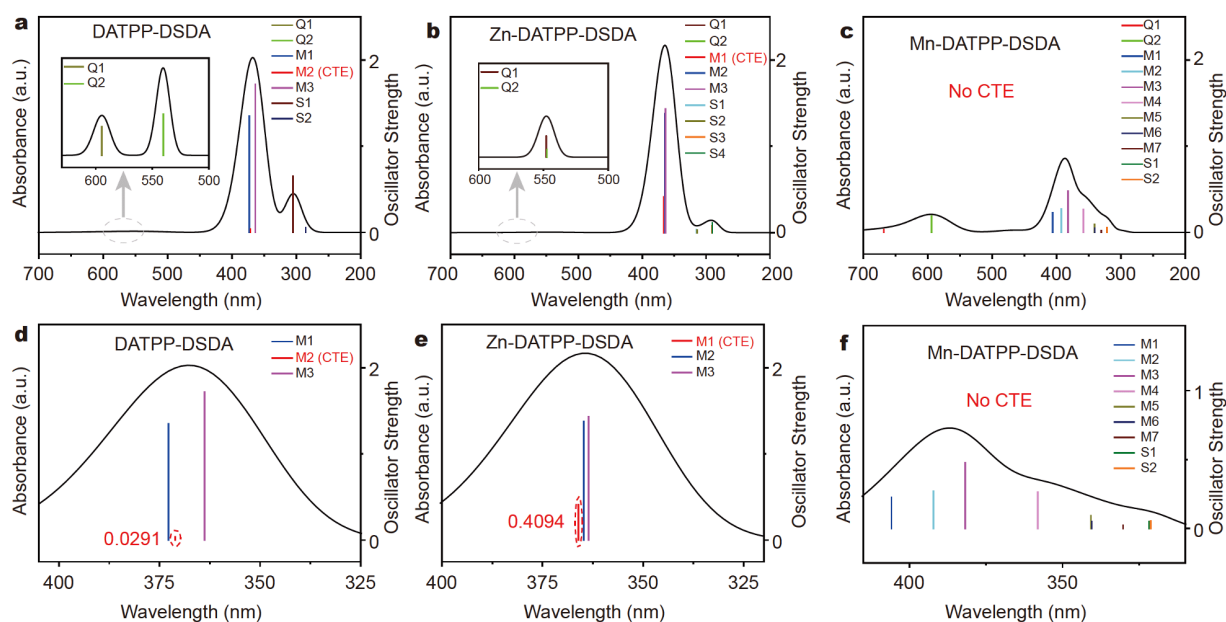 a
DATPP-DSDA
Q1
Q2
M1
M2 (CTE)
M3
S1
S2
Q1
Q2
600
550
500
Absorbance (a.u.)
Oscillator Strength
2
0
700
600
500
400
300
200
Wavelength (nm)
b
Zn-DATPP-DSDA
Q1
Q2
M1 (CTE)
M2
M3
S1
S2
S3
S4
Q1
Q2
600
550
500
Absorbance (a.u.)
Oscillator Strength
2
0
700
600
500
400
300
200
Wavelength (nm)
c
Mn-DATPP-DSDA
No CTE
Q1
Q2
M1
M2
M3
M4
M5
M6
M7
S1
S2
Absorbance (a.u.)
Oscillator Strength
2
0
700
600
500
400
300
200
Wavelength (nm)
d
DATPP-DSDA
M1
M2 (CTE)
M3
0.0291
Absorbance (a.u.)
Oscillator Strength
2
0
400
375
350
325
Wavelength (nm)
e
Zn-DATPP-DSDA
M1 (CTE)
M2
M3
0.4094
Absorbance (a.u.)
Oscillator Strength
2
0
400
375
350
325
Wavelength (nm)
f
Mn-DATPP-DSDA
No CTE
M1
M2
M3
M4
M5
M6
M7
S1
S2
Absorbance (a.u.)
Oscillator Strength
1
0
400
350
Wavelength (nm)